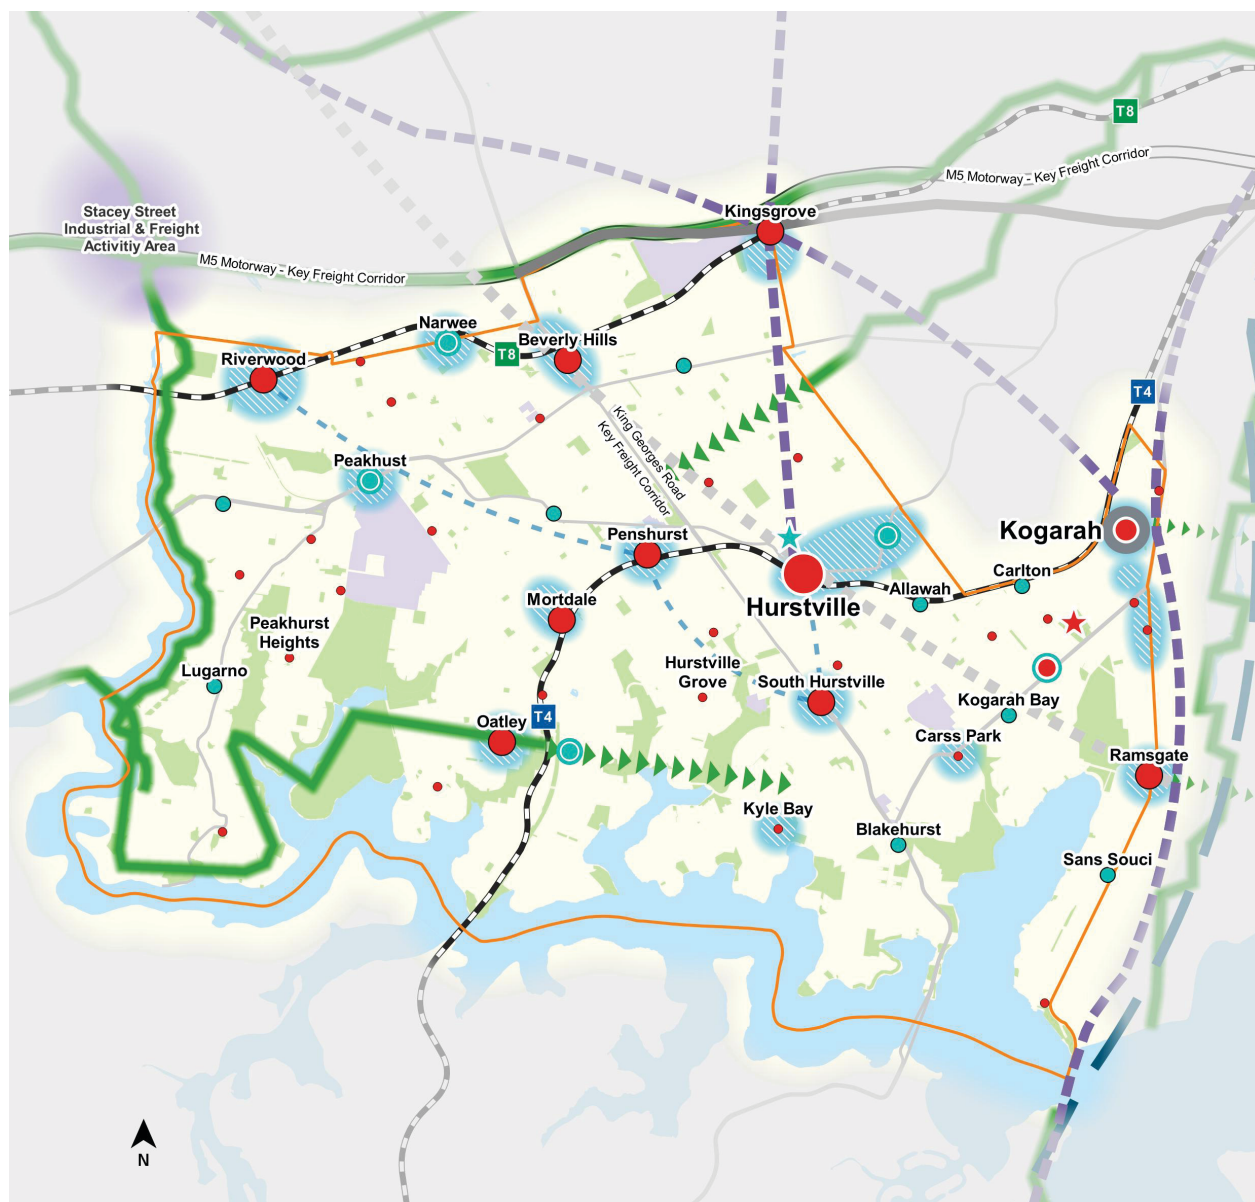 T8
M5 Motorway - Key Freight Corridor
Stacey Street
Industrial & Freight
Activitiy Area
Kingsgrove
M5 Motorway - Key Freight Corridor
Narwee
Beverly Hills
T8
Riverwood
T4
King Georges Road
Key Freight Corridor
Peakhust
Penshurst
Kogarah
Carlton
Allawah
Hurstville
Mortdale
Peakhurst
Heights
Lugarno
Hurstville
Grove
South Hurstville
Kogarah Bay
T4
Oatley
Carss Park
Ramsgate
Kyle Bay
Blakehurst
Sans Souci
N